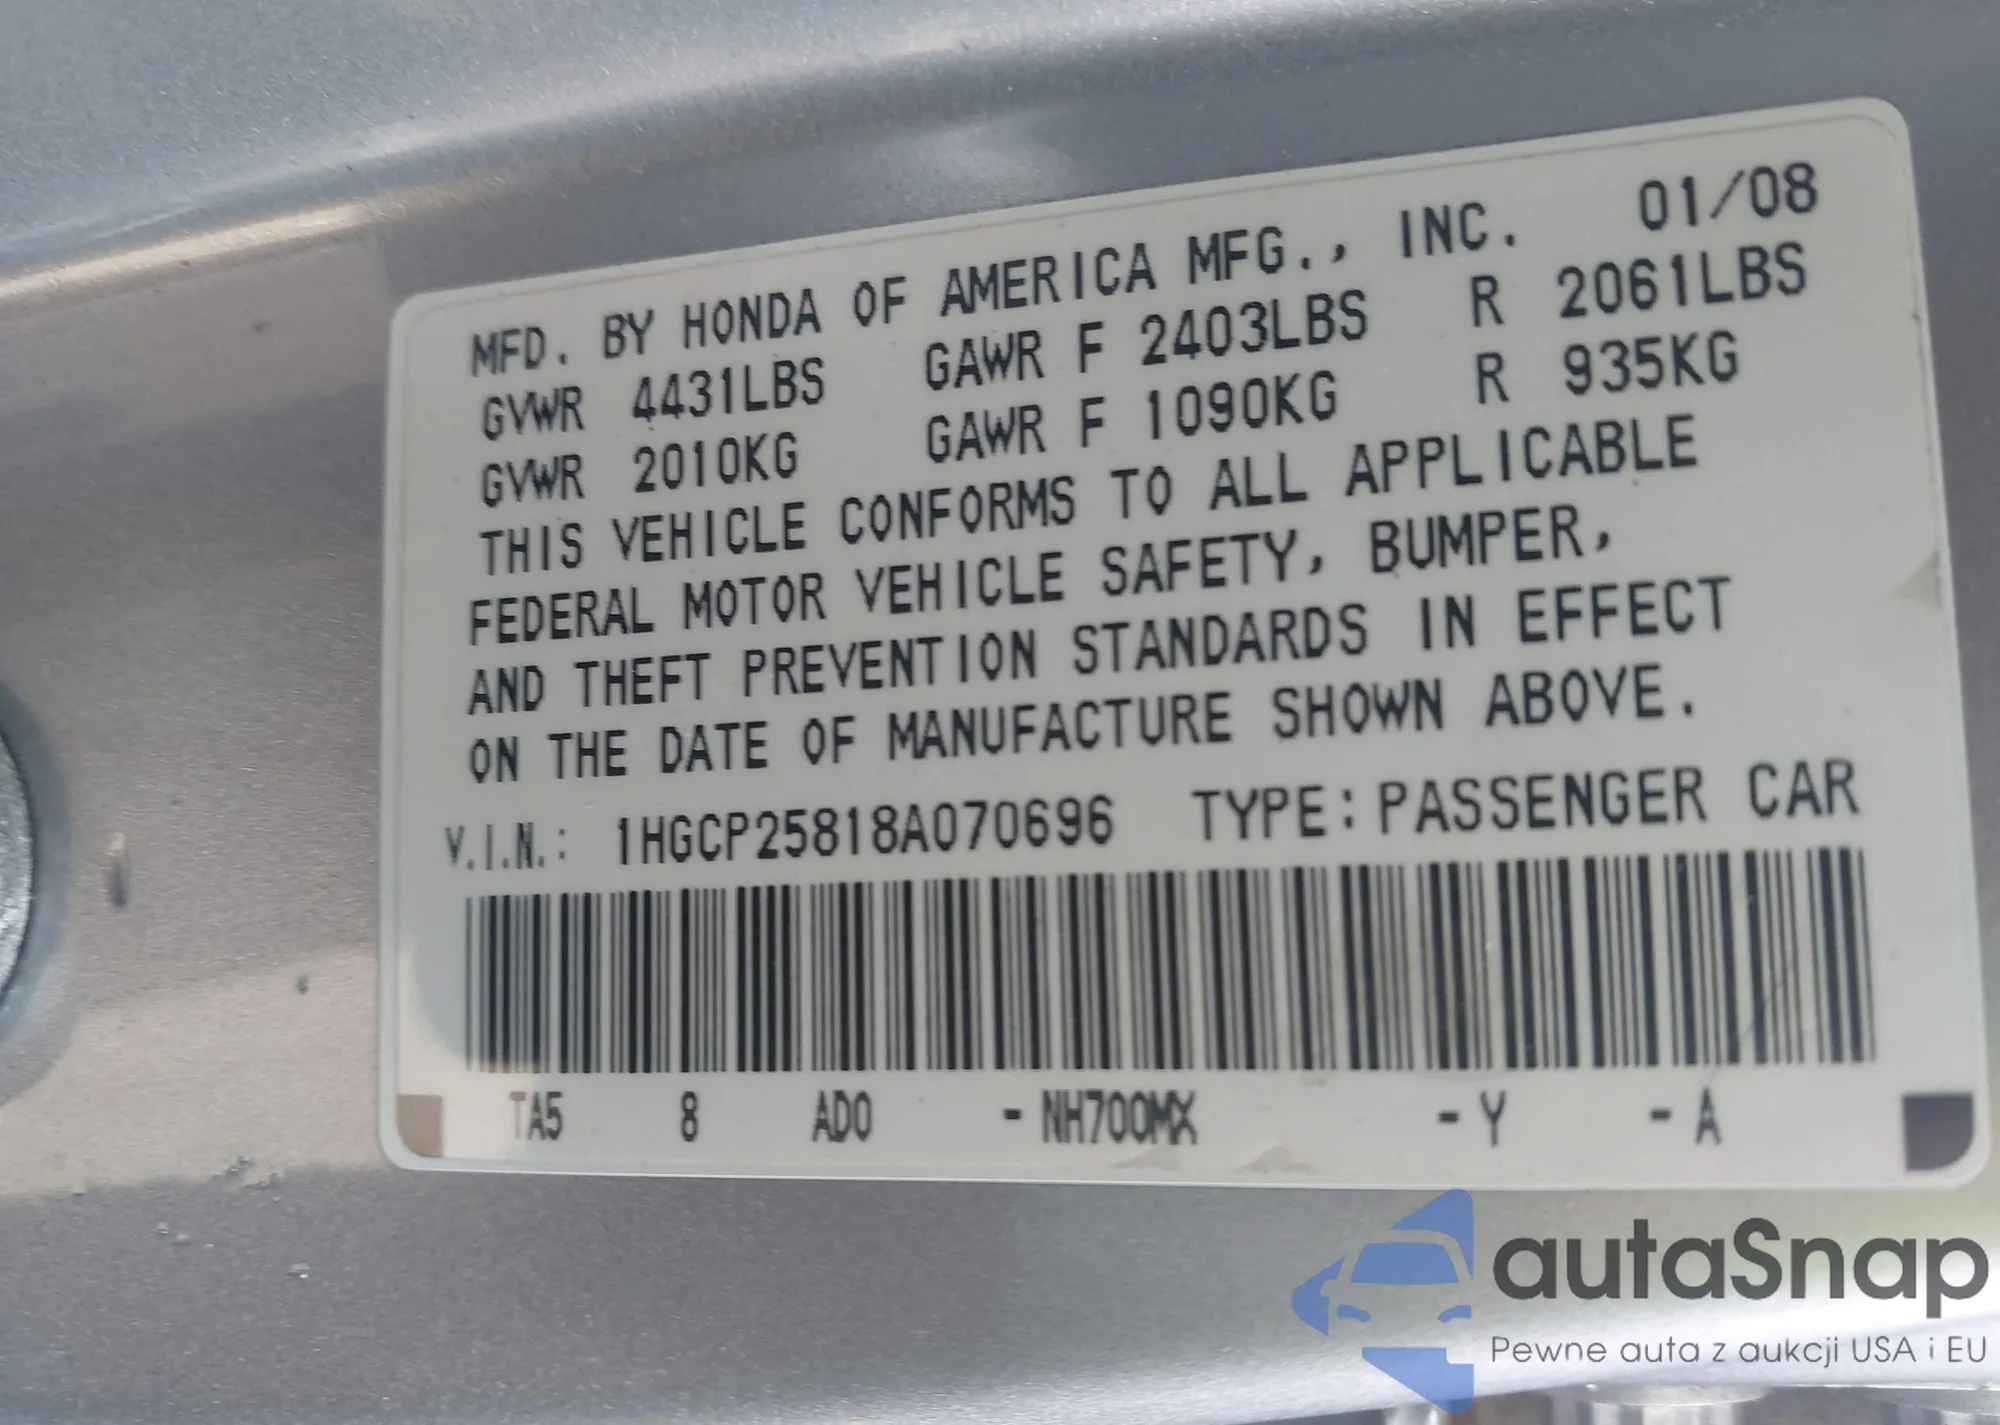 MFD. BY HONDA OF AMERICA MFG., INC. 01/08
GVWR 4431LBS GAWR F 2403LBS R 2061LBS
GVWR 2010KG GAWR F 1090KG R 935KG
THIS VEHICLE CONFORMS TO ALL APPLICABLE
FEDERAL MOTOR VEHICLE SAFETY, BUMPER,
AND THEFT PREVENTION STANDARDS IN EFFECT
ON THE DATE OF MANUFACTURE SHOWN ABOVE.
V.I.N.: 1HGCP25818A070696 TYPE: PASSENGER CAR
TA5 8 AD0 - NH700MX - Y - A
autaSnap
Pewne auta z aukcji USA i EU